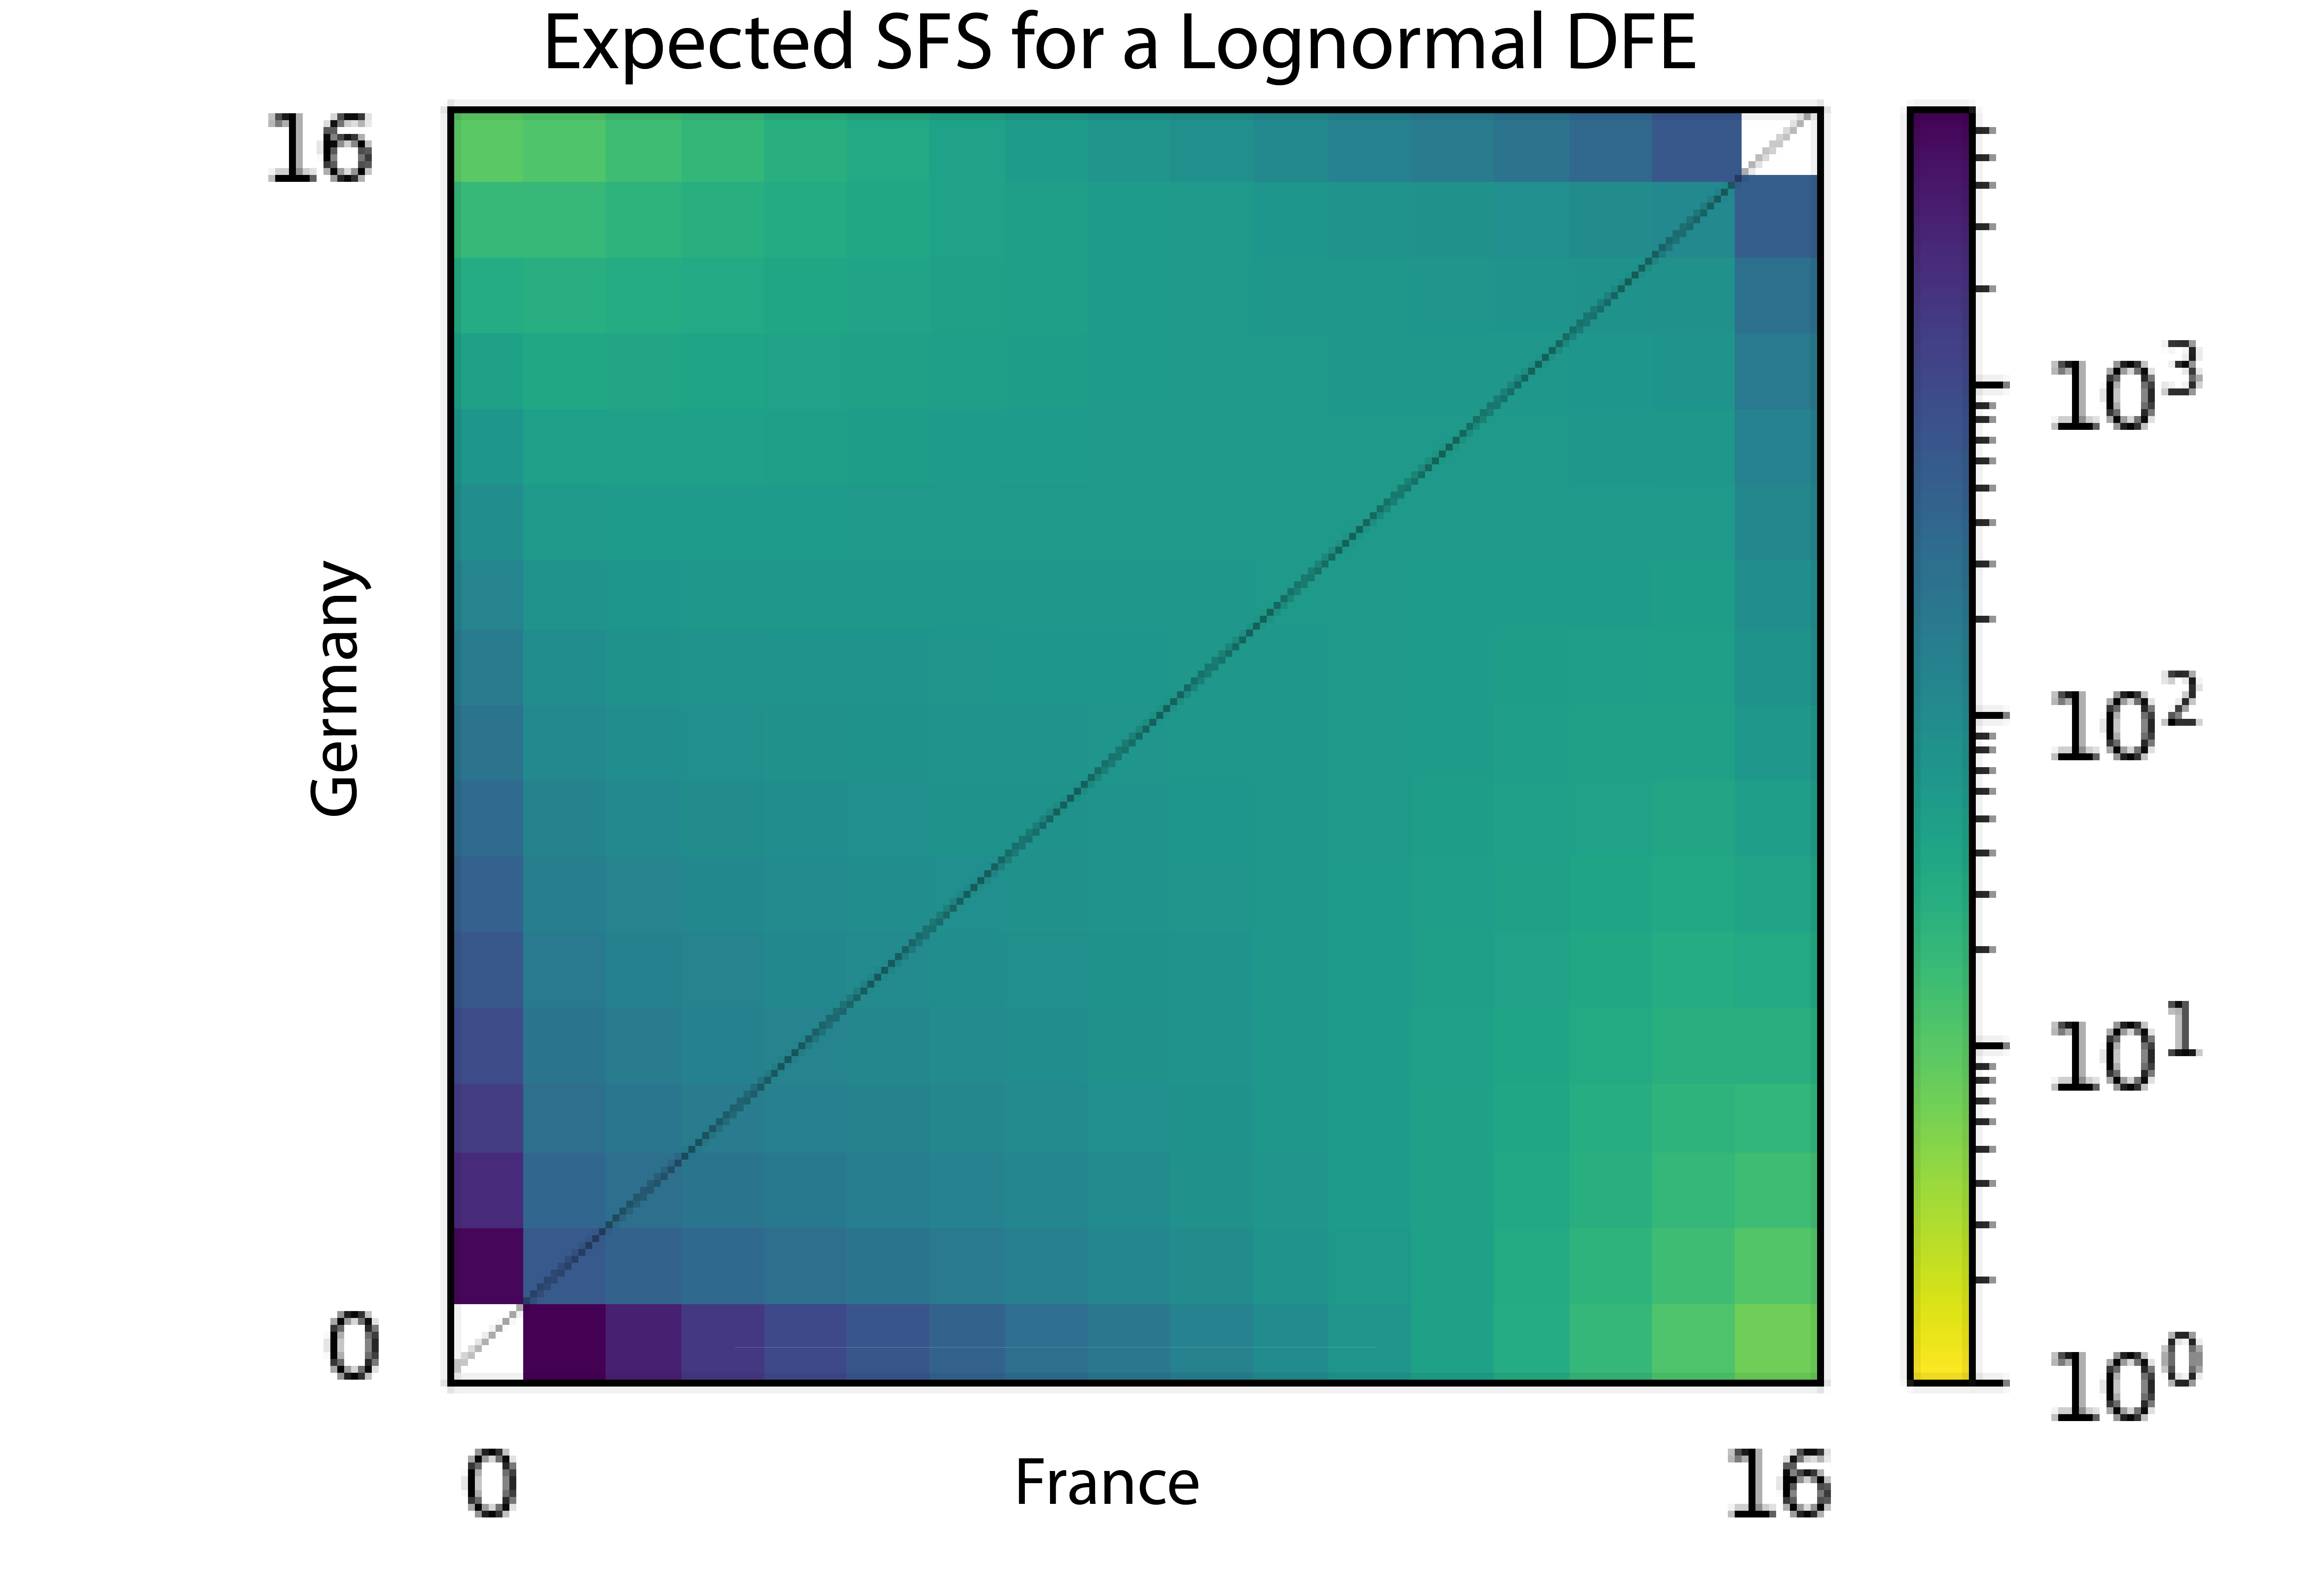 Expected SFS for a Lognormal DFE
16
Germany
0
0
France
16
10³
10²
10¹
10⁰